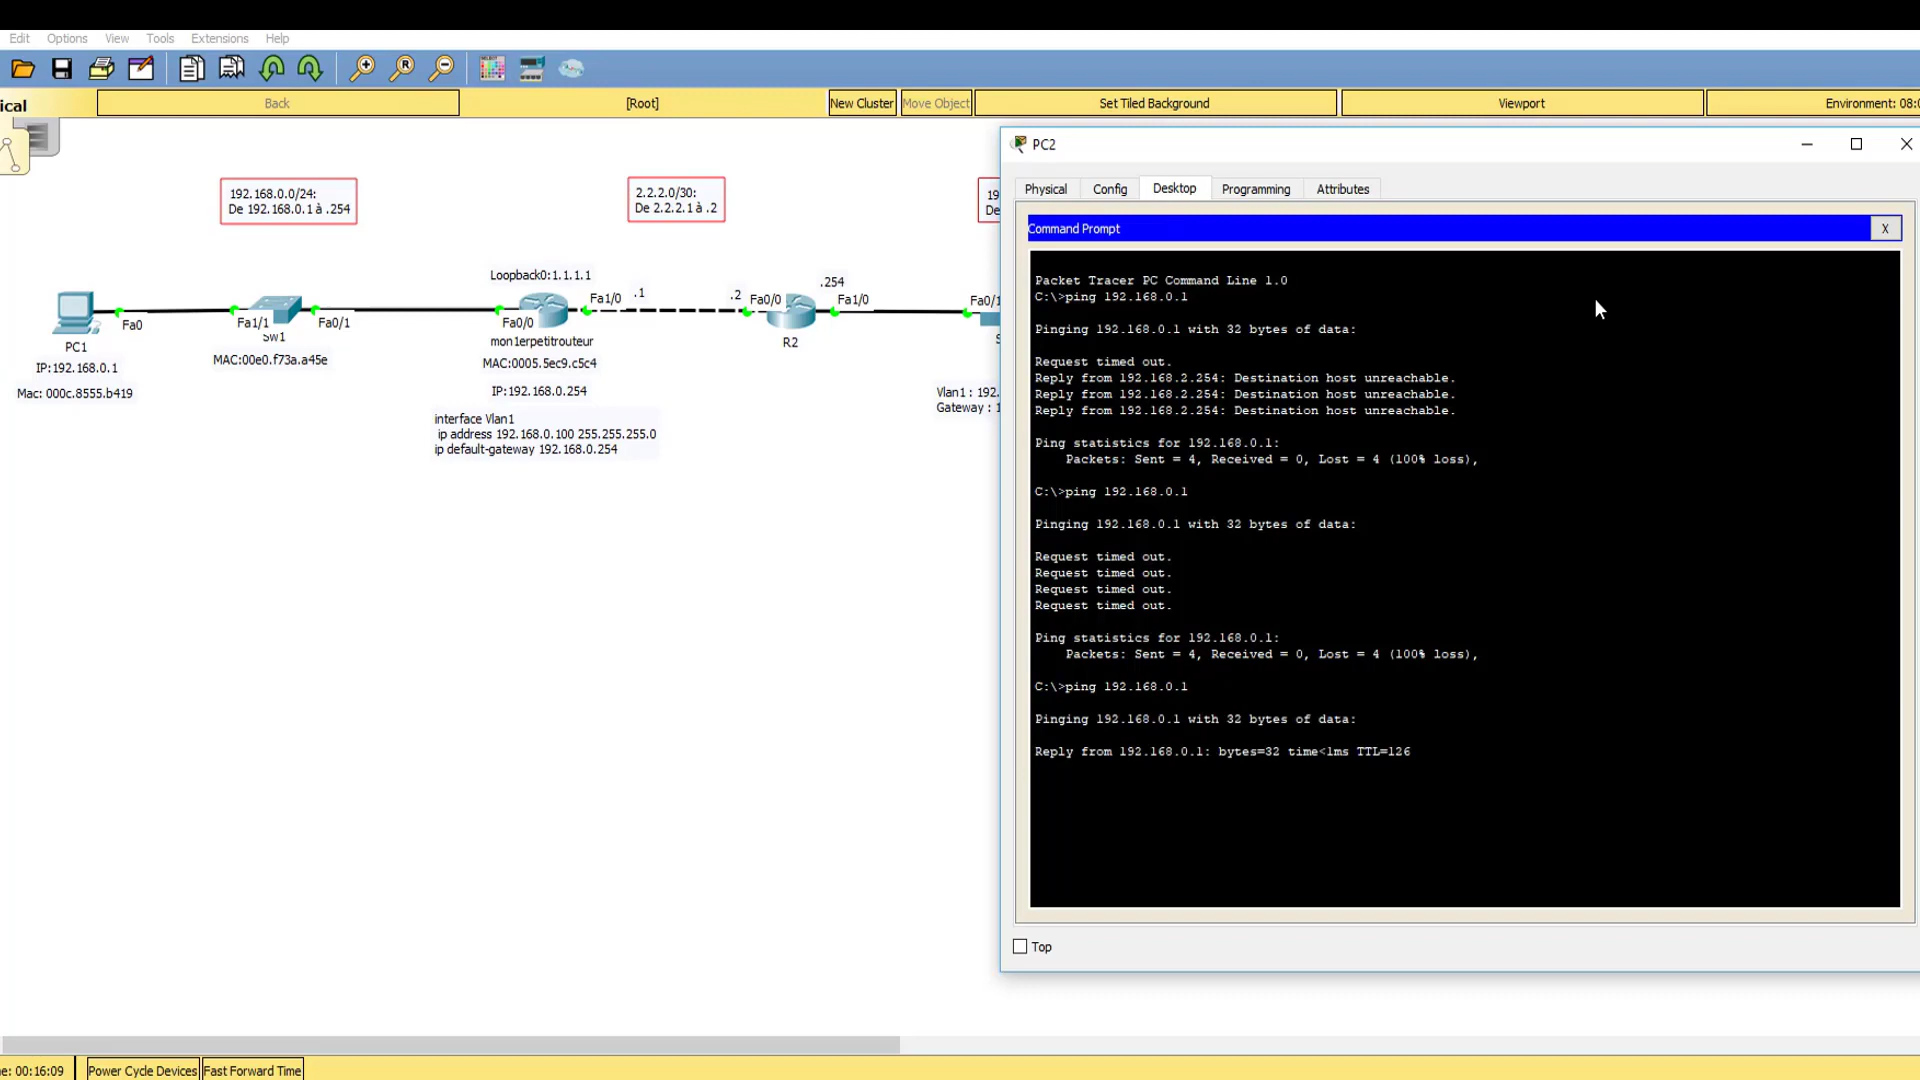 Edit Options View Tools Extensions Help
ical Back [Root] New Cluster Move Object Set Tiled Background Viewport Environment: 08:0
192.168.0.0/24:
De 192.168.0.1 à .254
2.2.2.0/30:
De 2.2.2.1 à .2
19
De
Loopback0:1.1.1.1
Fa1/0 .1
.2 Fa0/0
.254
Fa1/0
Fa0/1
Fa0
PC1
IP:192.168.0.1
Mac: 000c.8555.b419
Fa1/1 Fa0/1
Sw1
MAC:00e0.f73a.a45e
Fa0/0
mon1erpetitrouteur
MAC:0005.5ec9.c5c4
IP:192.168.0.254
interface Vlan1
ip address 192.168.0.100 255.255.255.0
ip default-gateway 192.168.0.254
R2
S
Vlan1 : 192.
Gateway : 1
PC2
Physical Config Desktop Programming Attributes
Command Prompt X
Packet Tracer PC Command Line 1.0
C:\>ping 192.168.0.1
Pinging 192.168.0.1 with 32 bytes of data:
Request timed out.
Reply from 192.168.2.254: Destination host unreachable.
Reply from 192.168.2.254: Destination host unreachable.
Reply from 192.168.2.254: Destination host unreachable.
Ping statistics for 192.168.0.1:
Packets: Sent = 4, Received = 0, Lost = 4 (100% loss),
C:\>ping 192.168.0.1
Pinging 192.168.0.1 with 32 bytes of data:
Request timed out.
Request timed out.
Request timed out.
Request timed out.
Ping statistics for 192.168.0.1:
Packets: Sent = 4, Received = 0, Lost = 4 (100% loss),
C:\>ping 192.168.0.1
Pinging 192.168.0.1 with 32 bytes of data:
Reply from 192.168.0.1: bytes=32 time<1ms TTL=126
Top
e: 00:16:09 Power Cycle Devices Fast Forward Time